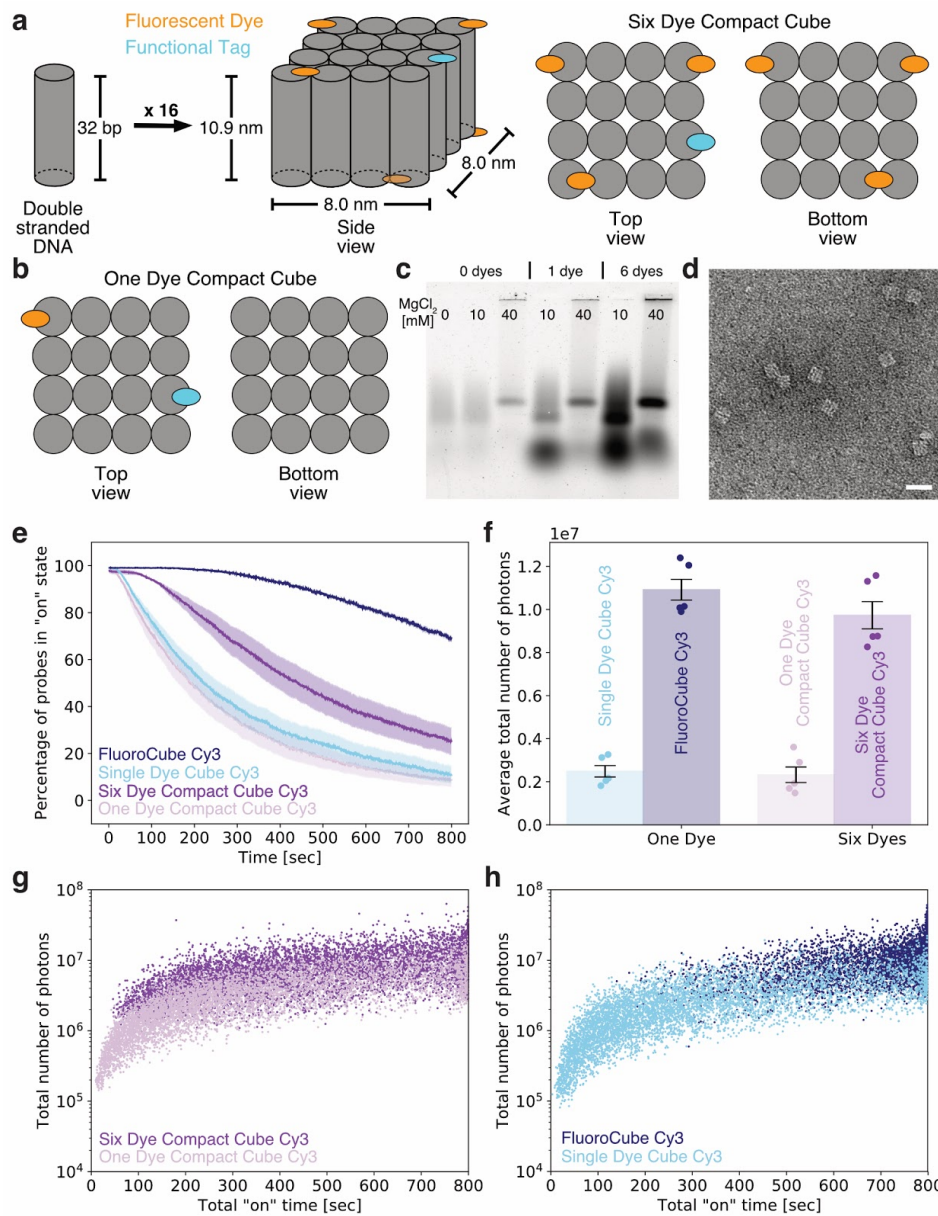 a
Fluorescent Dye
Functional Tag
32 bp
x 16
10.9 nm
8.0 nm
8.0 nm
Double
stranded
DNA
Side
view
Six Dye Compact Cube
Top
view
Bottom
view
b
One Dye Compact Cube
Top
view
Bottom
view
c
0 dyes | 1 dye | 6 dyes
MgCl2
[mM]
0 10 40 10 40 10 40
d
e
Percentage of probes in "on" state
100
80
60
40
20
0
FluoroCube Cy3
Single Dye Cube Cy3
Six Dye Compact Cube Cy3
One Dye Compact Cube Cy3
0 100 200 300 400 500 600 700 800
Time [sec]
f
1e7
Average total number of photons
1.2
1.0
0.8
0.6
0.4
0.2
0.0
Single Dye Cube Cy3
FluoroCube Cy3
One Dye
Compact Cube Cy3
Six Dye
Compact Cube Cy3
One Dye
Six Dyes
g
Total number of photons
10^8
10^7
10^6
10^5
10^4
Six Dye Compact Cube Cy3
One Dye Compact Cube Cy3
0 100 200 300 400 500 600 700 800
Total "on" time [sec]
h
Total number of photons
10^8
10^7
10^6
10^5
10^4
FluoroCube Cy3
Single Dye Cube Cy3
0 100 200 300 400 500 600 700 800
Total "on" time [sec]